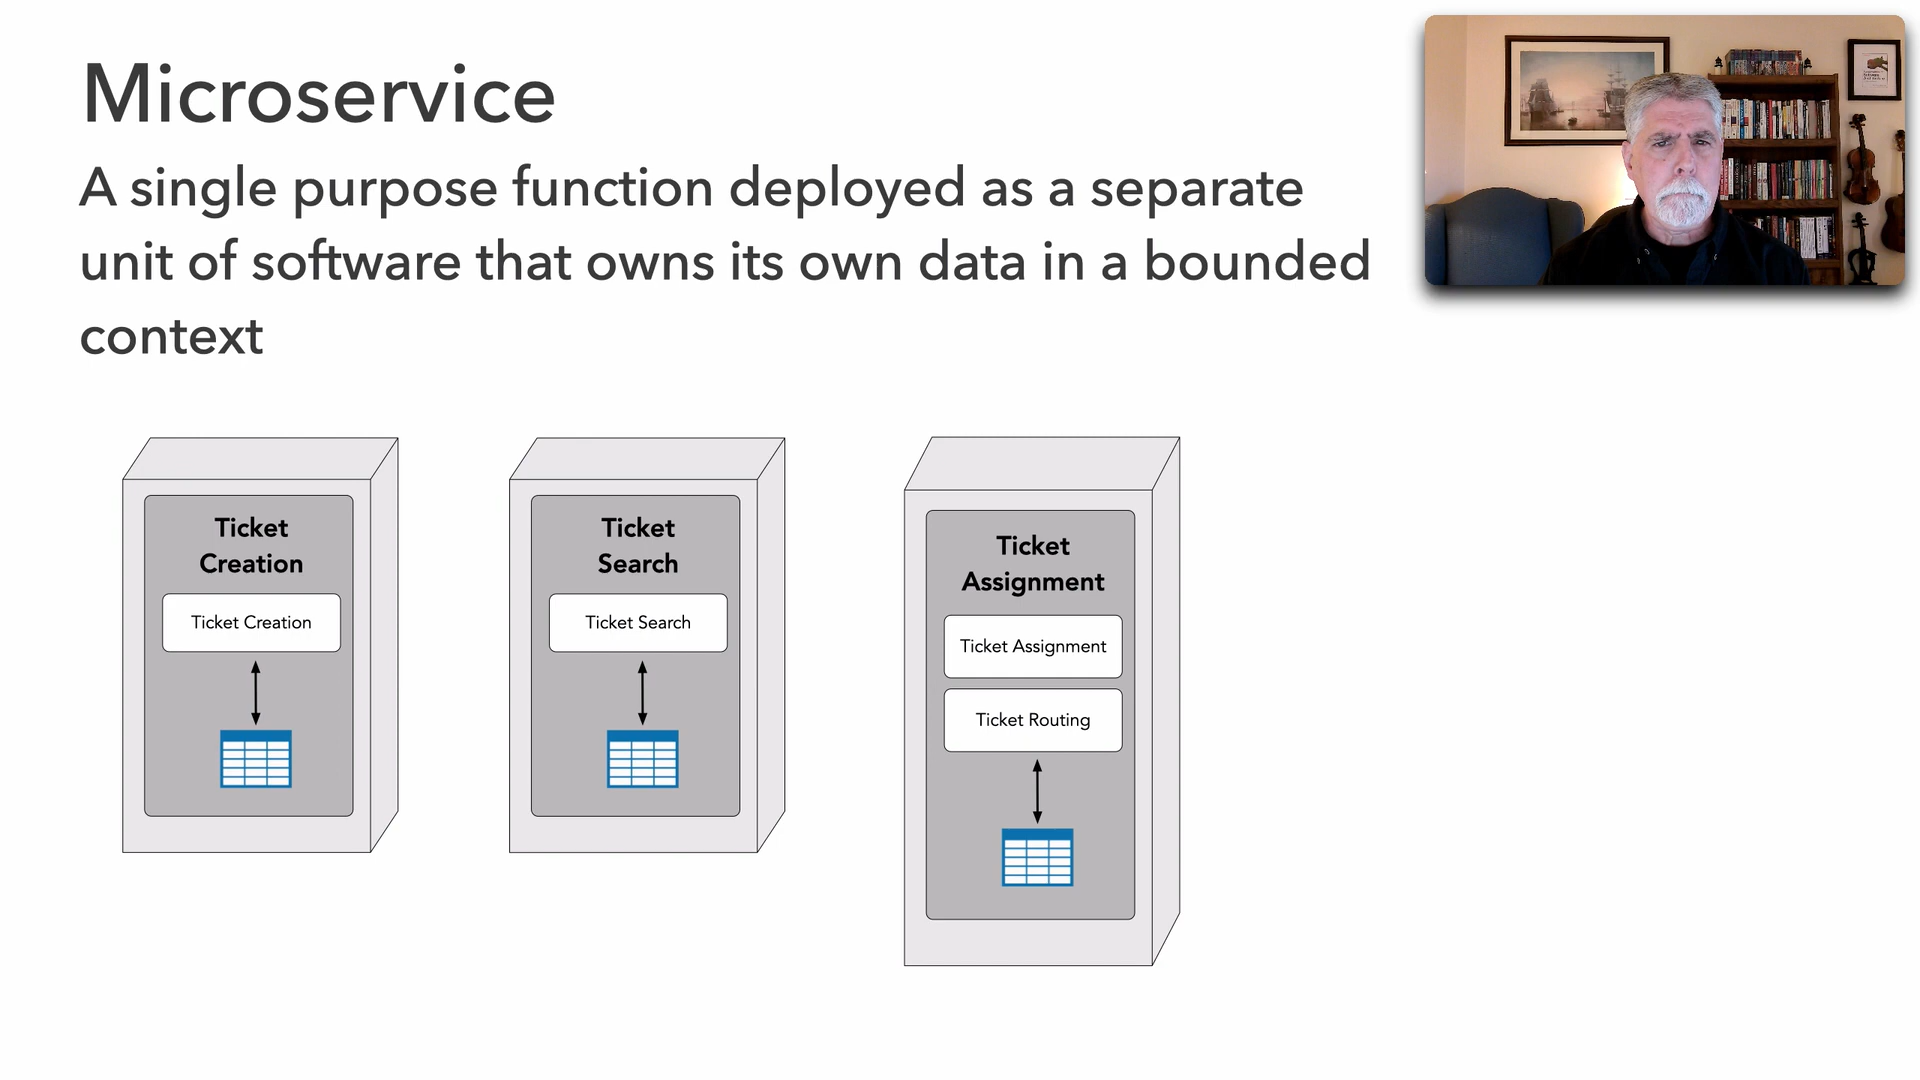 Microservice
A single purpose function deployed as a separate
unit of software that owns its own data in a bounded
context
Ticket
Creation
Ticket Creation
Ticket
Search
Ticket Search
Ticket
Assignment
Ticket Assignment
Ticket Routing